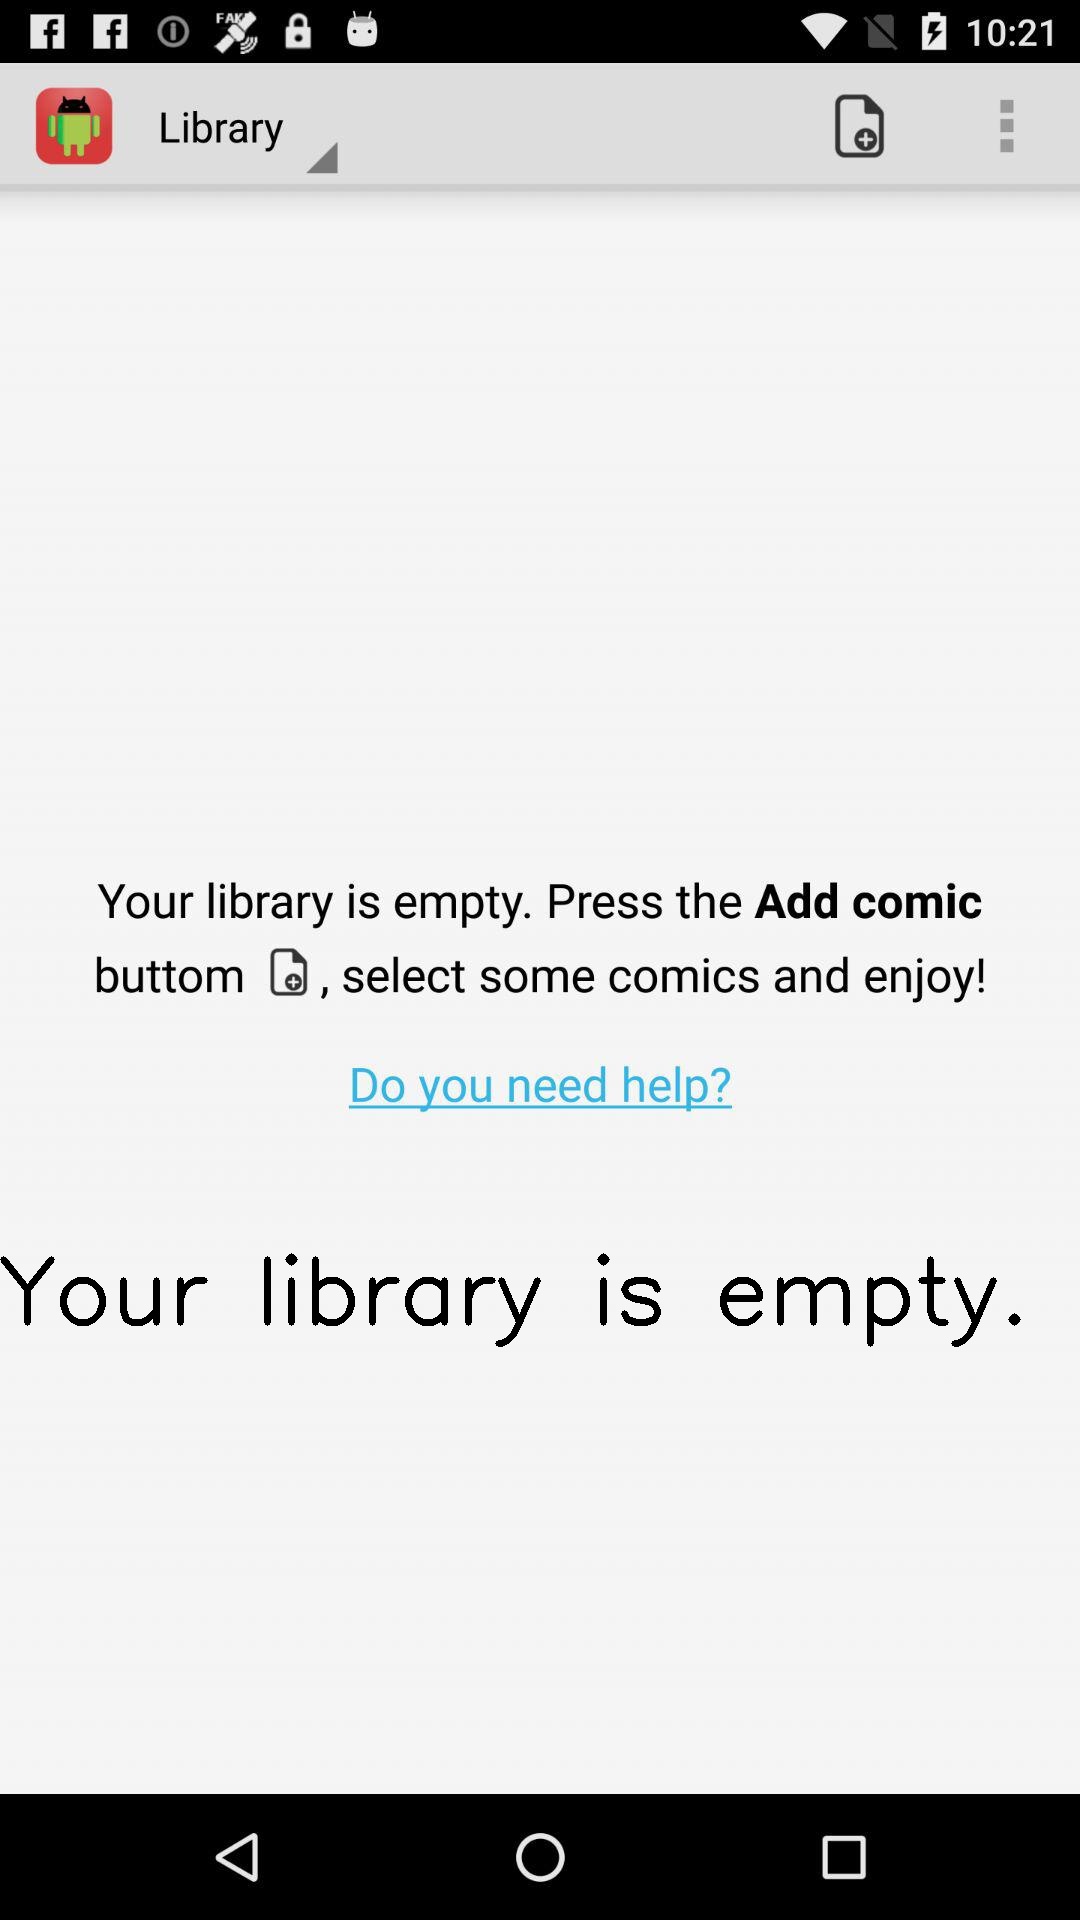 FAKE
10:21
Library
Your library is empty. Press the Add comic
buttom , select some comics and enjoy!
Do you need help?
Your library is empty.